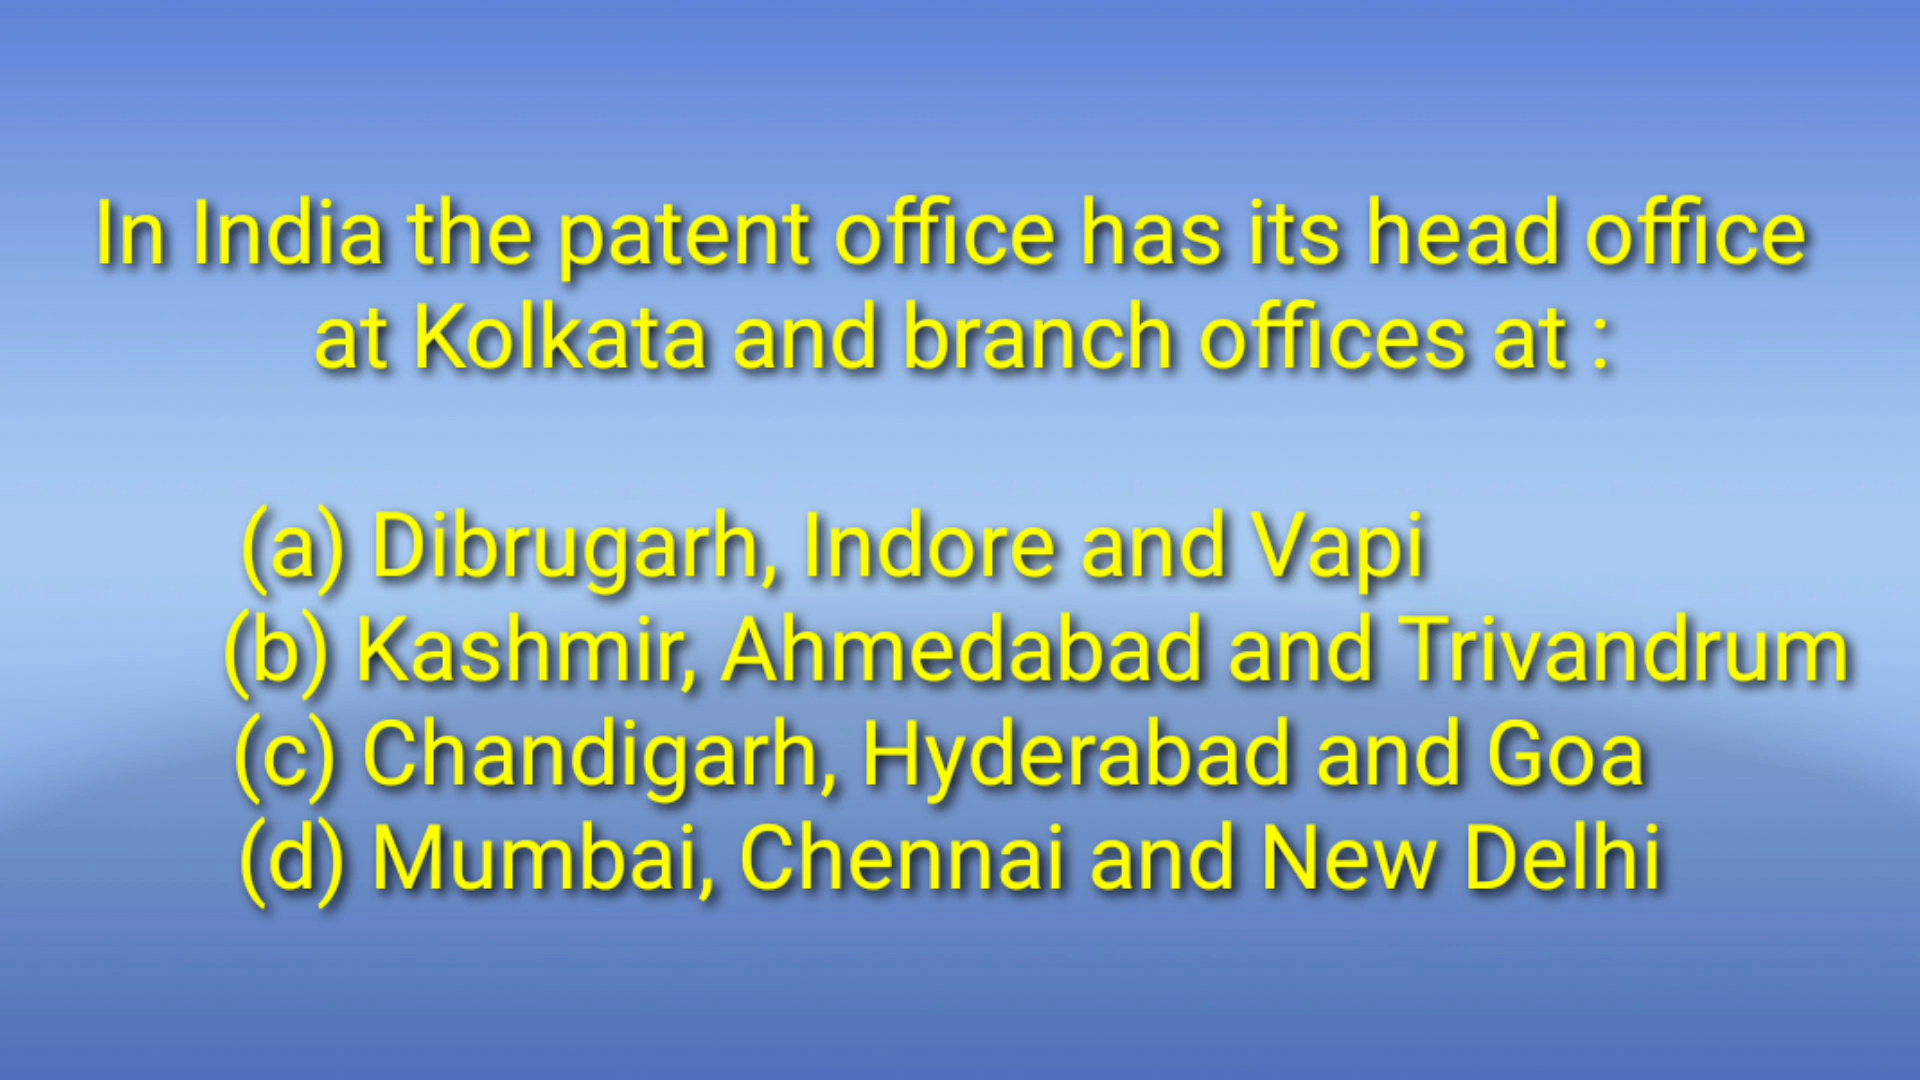 In India the patent office has its head office
at Kolkata and branch offices at :
(a) Dibrugarh, Indore and Vapi
(b) Kashmir, Ahmedabad and Trivandrum
(c) Chandigarh, Hyderabad and Goa
(d) Mumbai, Chennai and New Delhi